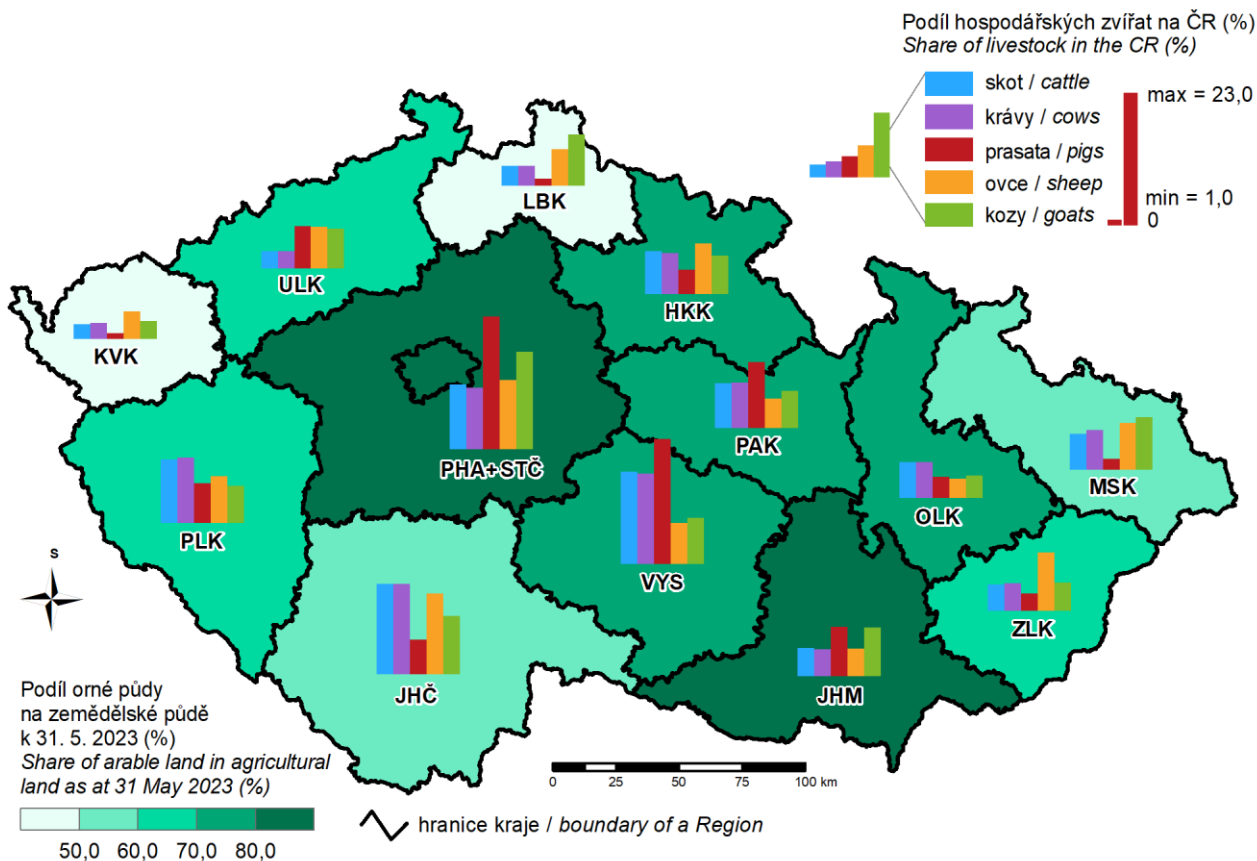 Podíl hospodářských zvířat na ČR (%)
Share of livestock in the CR (%)
skot / cattle
krávy / cows
prasata / pigs
ovce / sheep
kozy / goats
max = 23,0
min = 1,0
0
LBK
ULK
HKK
KVK
PAK
PHA+STČ
MSK
OLK
PLK
VYS
S
ZLK
JHČ
JHM
Podíl orné půdy
na zemědělské půdě
k 31. 5. 2023 (%)
Share of arable land in agricultural
land as at 31 May 2023 (%)
50,0 60,0 70,0 80,0
0 25 50 75 100 km
hranice kraje / boundary of a Region